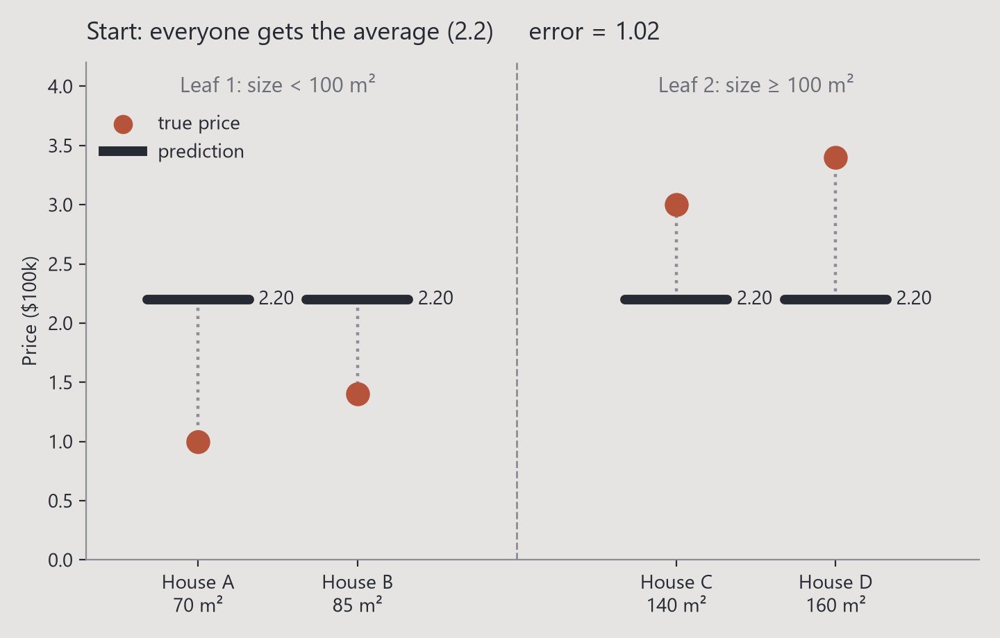 Start: everyone gets the average (2.2) error = 1.02
Leaf 1: size < 100 m²
Leaf 2: size ≥ 100 m²
true price
prediction
Price ($100k)
4.0
3.5
3.0
2.5
2.0
1.5
1.0
0.5
0.0
2.20
2.20
2.20
2.20
House A
70 m²
House B
85 m²
House C
140 m²
House D
160 m²